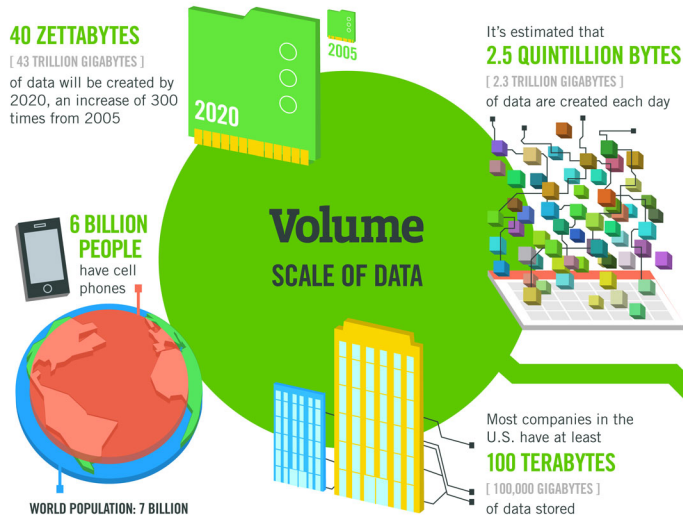 40 ZETTABYTES
[ 43 TRILLION GIGABYTES ]
of data will be created by
2020, an increase of 300
times from 2005
2020
2005
It's estimated that
2.5 QUINTILLION BYTES
[ 2.3 TRILLION GIGABYTES ]
of data are created each day
6 BILLION
PEOPLE
have cell
phones
Volume
SCALE OF DATA
WORLD POPULATION: 7 BILLION
Most companies in the
U.S. have at least
100 TERABYTES
[ 100,000 GIGABYTES ]
of data stored